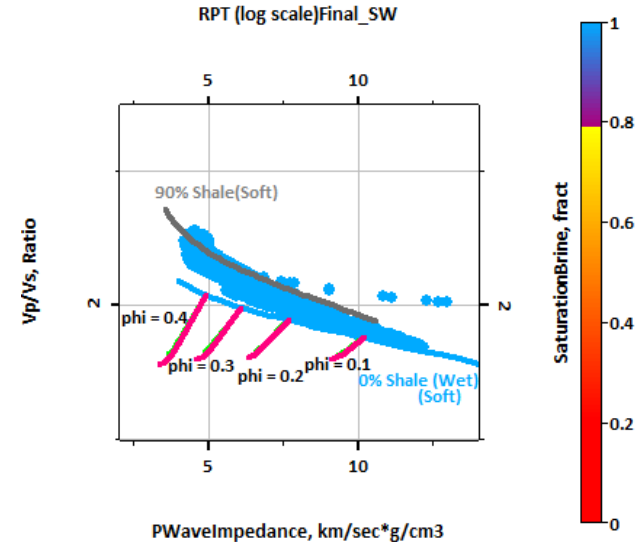 RPT (log scale)Final_SW
5 10
90% Shale(Soft)
Vp/Vs, Ratio
2
2
phi = 0.4
phi = 0.3
phi = 0.2
phi = 0.1
0% Shale (Wet)
(Soft)
5 10
PWaveImpedance, km/sec*g/cm3
SaturationBrine, fract
1
0.8
0.6
0.4
0.2
0